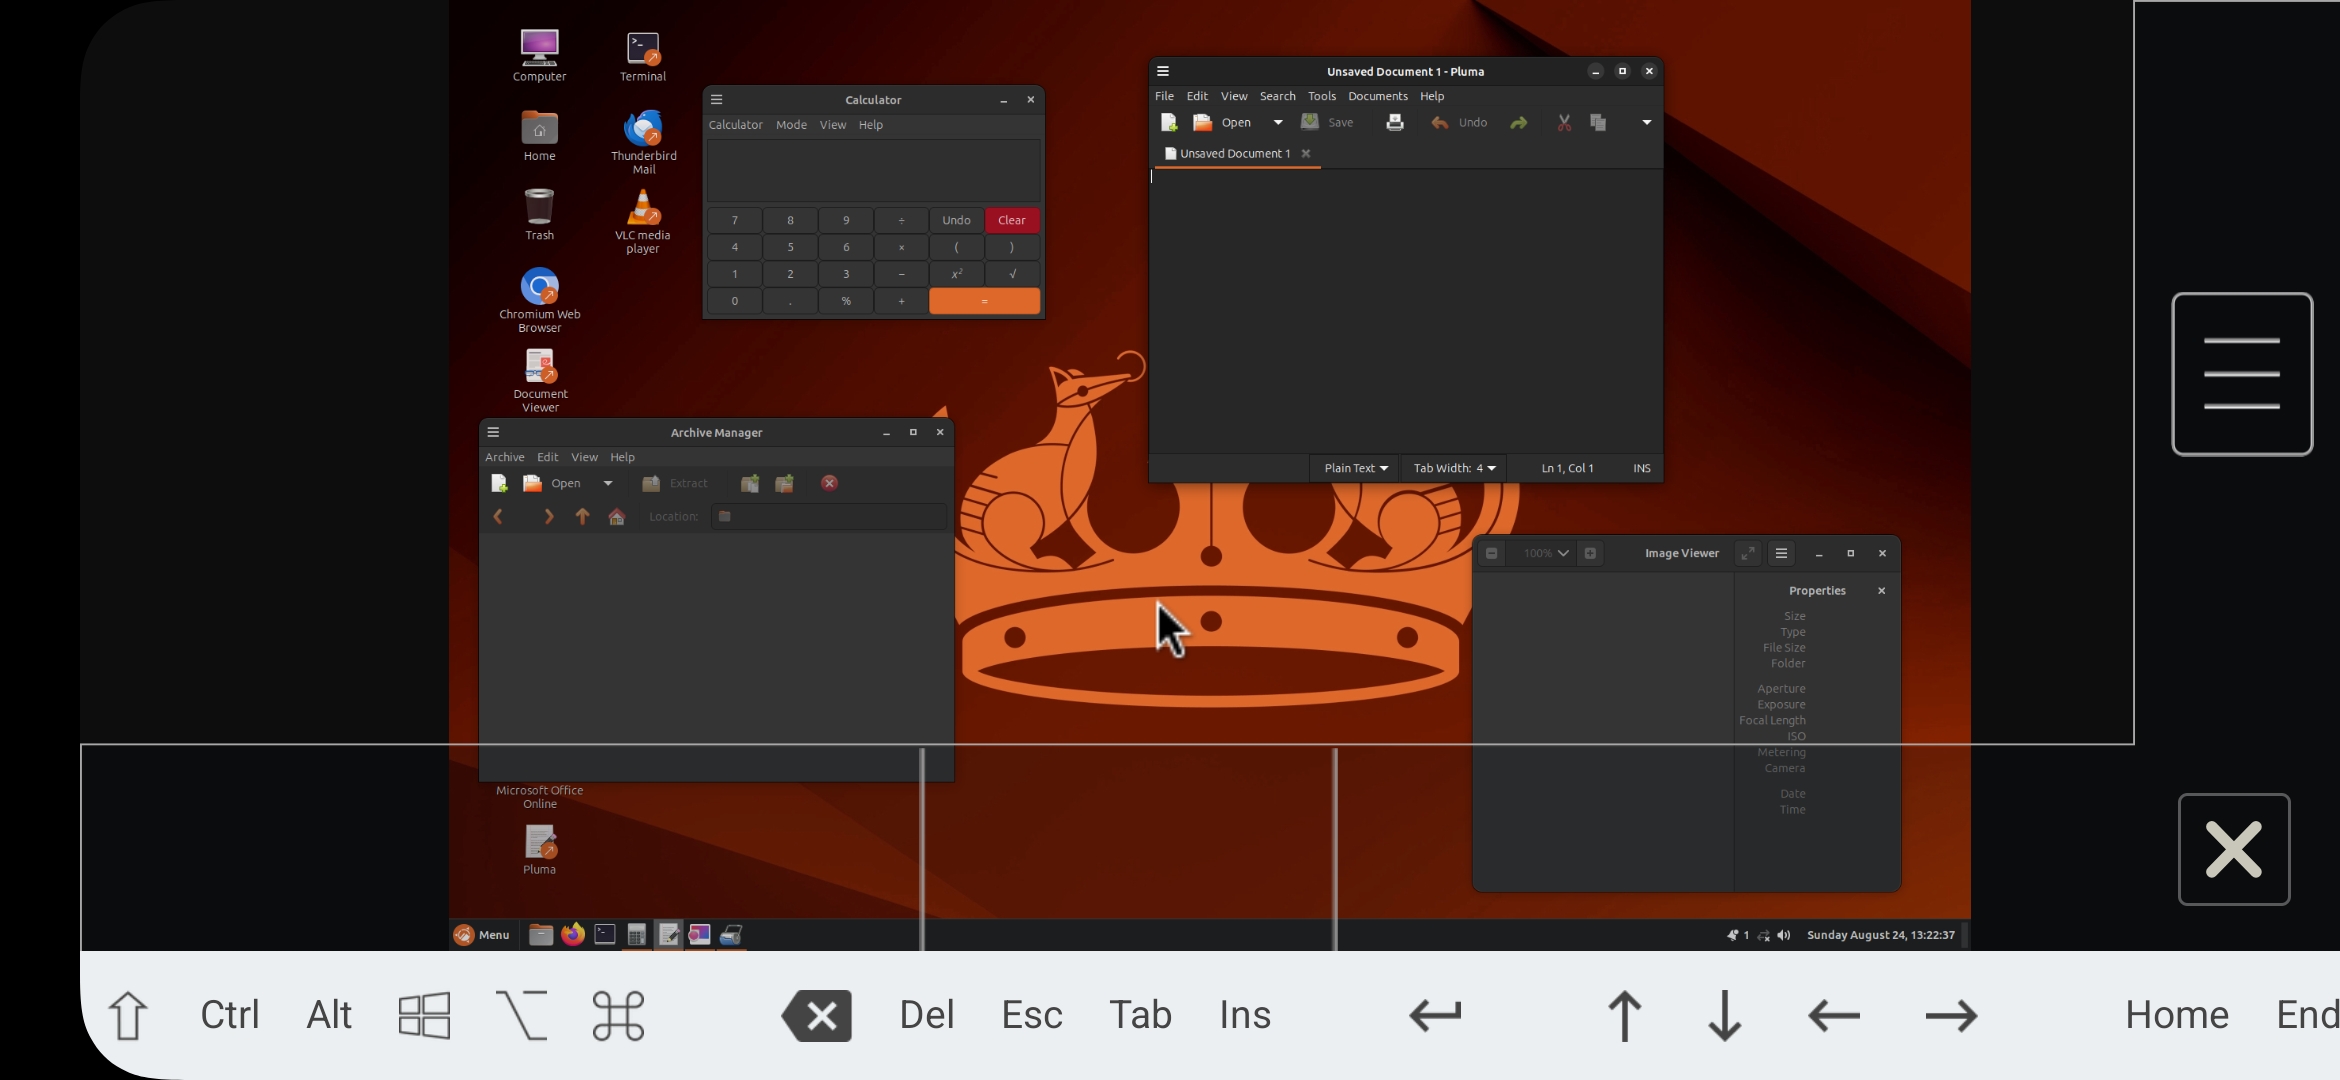 Computer
Terminal
Home
Thunderbird
Mail
Trash
VLC media
player
Chromium Web
Browser
Document
Viewer
Calculator
Calculator Mode View Help
7 8 9 ÷ Undo Clear
4 5 6 × ( )
1 2 3 − x² √
0 . % + =
Unsaved Document 1 - Pluma
File Edit View Search Tools Documents Help
Open Save Undo
Unsaved Document 1
Plain Text Tab Width: 4 Ln 1, Col 1 INS
Archive Manager
Archive Edit View Help
Open Extract
Location:
100% Image Viewer
Properties
Size
Type
File Size
Folder
Aperture
Exposure
Focal Length
ISO
Metering
Camera
Date
Time
Microsoft Office
Online
Pluma
Menu 1 Sunday August 24, 13:22:37
Ctrl Alt Del Esc Tab Ins Home End